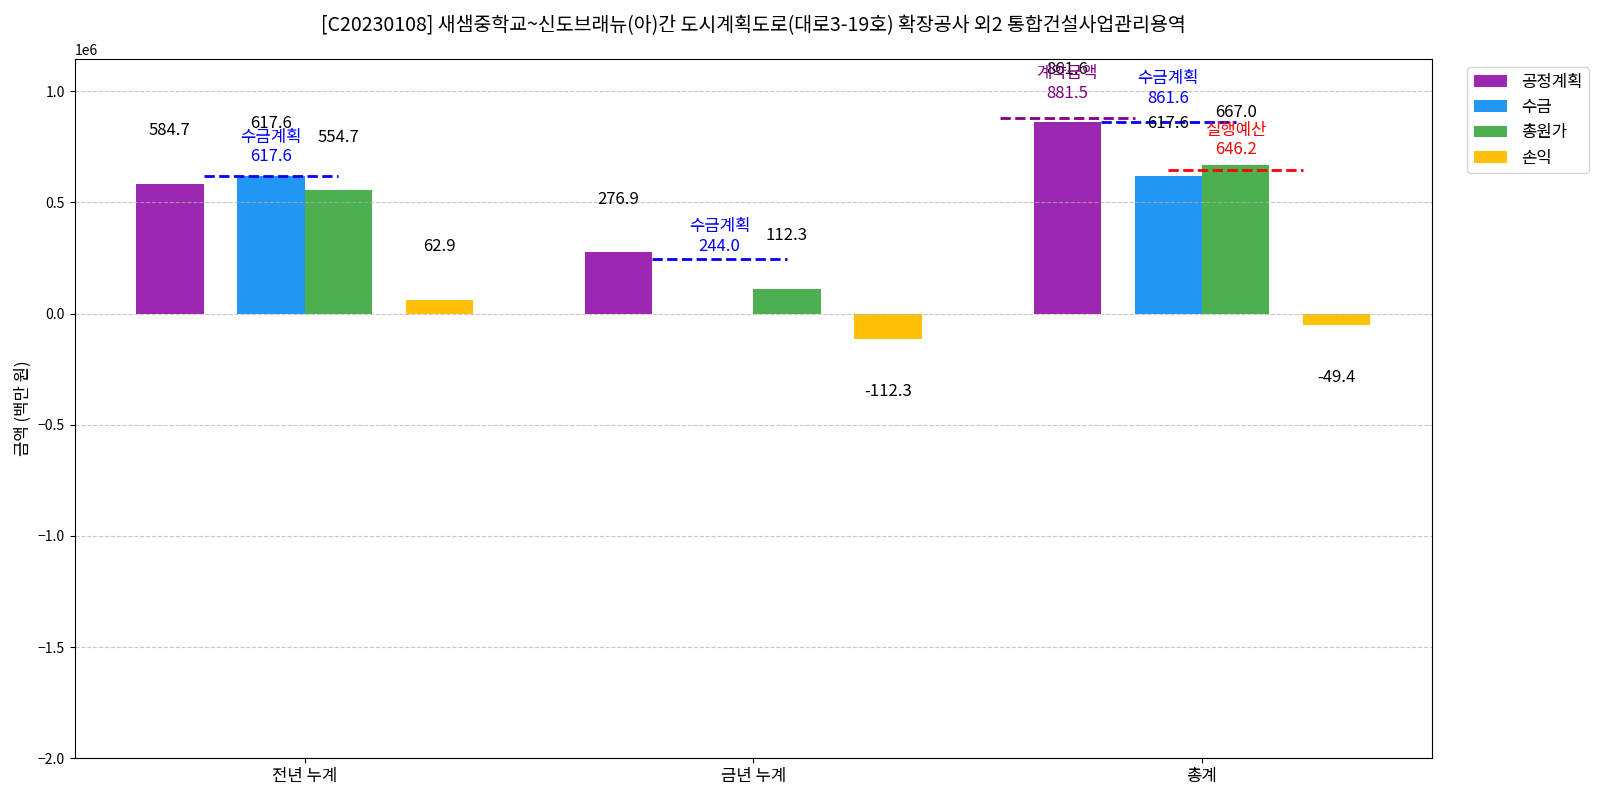 [C20230108] 새샘중학교~신도브래뉴(아)간 도시계획도로(대로3-19호) 확장공사 외2 통합건설사업관리용역
1e6
금액 (백만 원)
1.0
0.5
0.0
−0.5
−1.0
−1.5
−2.0
584.7
617.6
수금계획
617.6
554.7
62.9
276.9
수금계획
244.0
112.3
-112.3
861.6
계약금액
881.5
수금계획
861.6
617.6
667.0
실행예산
646.2
-49.4
전년 누계
금년 누계
총계
공정계획
수금
총원가
손익